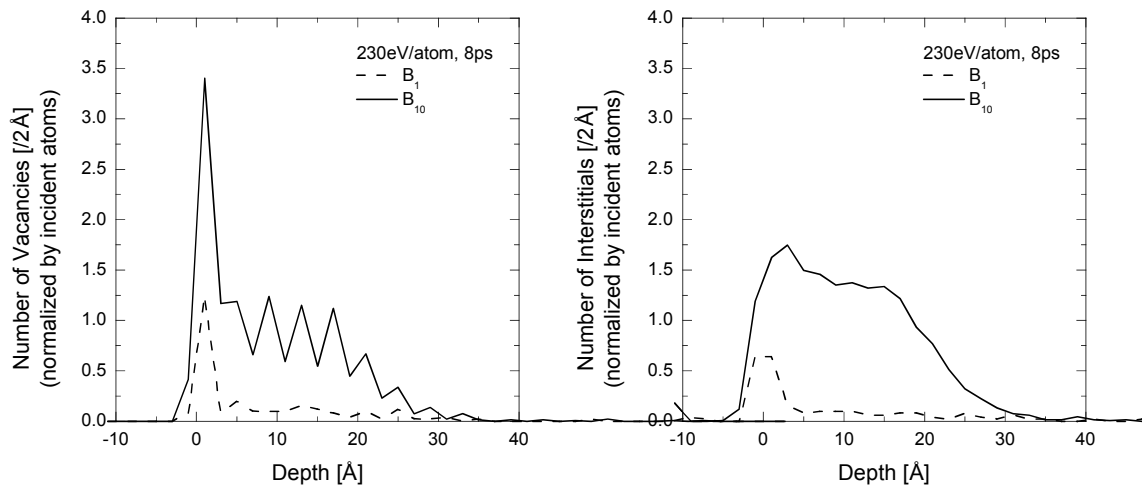 Number of Vacancies [/2Å]
(normalized by incident atoms)
4.0
3.5
3.0
2.5
2.0
1.5
1.0
0.5
0.0
230eV/atom, 8ps
B1
B10
-10 0 10 20 30 40
Depth [Å]
Number of Interstitials [/2Å]
(normalized by incident atoms)
4.0
3.5
3.0
2.5
2.0
1.5
1.0
0.5
0.0
230eV/atom, 8ps
B1
B10
-10 0 10 20 30 40
Depth [Å]